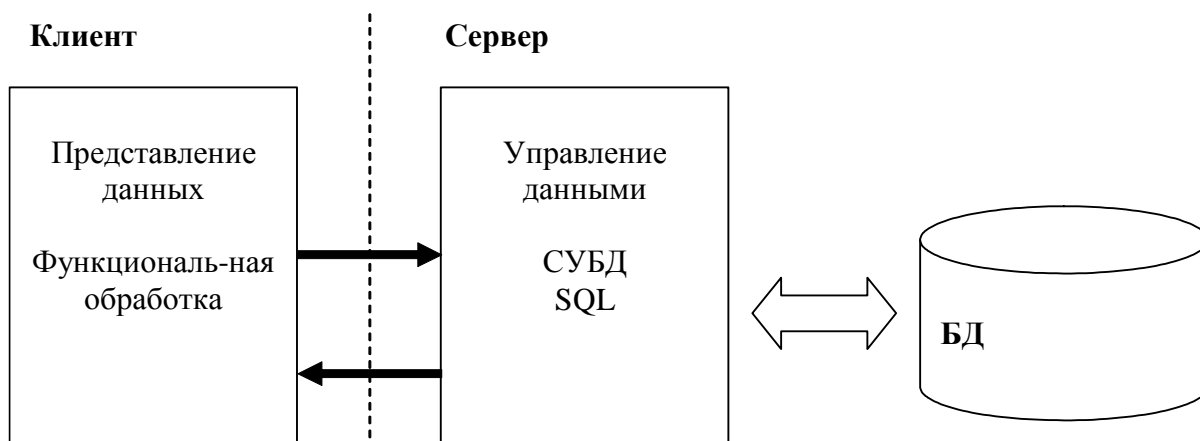 Клиент
Сервер
Представление
данных
Функциональ-ная
обработка
Управление
данными
СУБД
SQL
БД